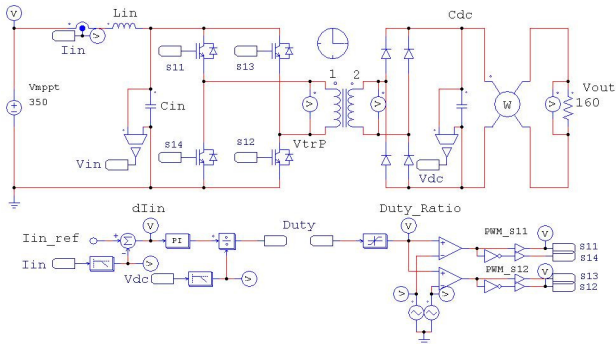 V
Lin
Cdc
Iin
V
S11
S13
1
2
Vmppt
350
Cin
V
V
W
V
Vout
160
S14
S12
VtrP
Vin
Vdc
dIin
Duty_Ratio
V
Duty
V
PWM_S11
V
Iin_ref
PI
S11
S14
Iin
V
PWM_S12
V
S13
Vdc
V
S12
V
V